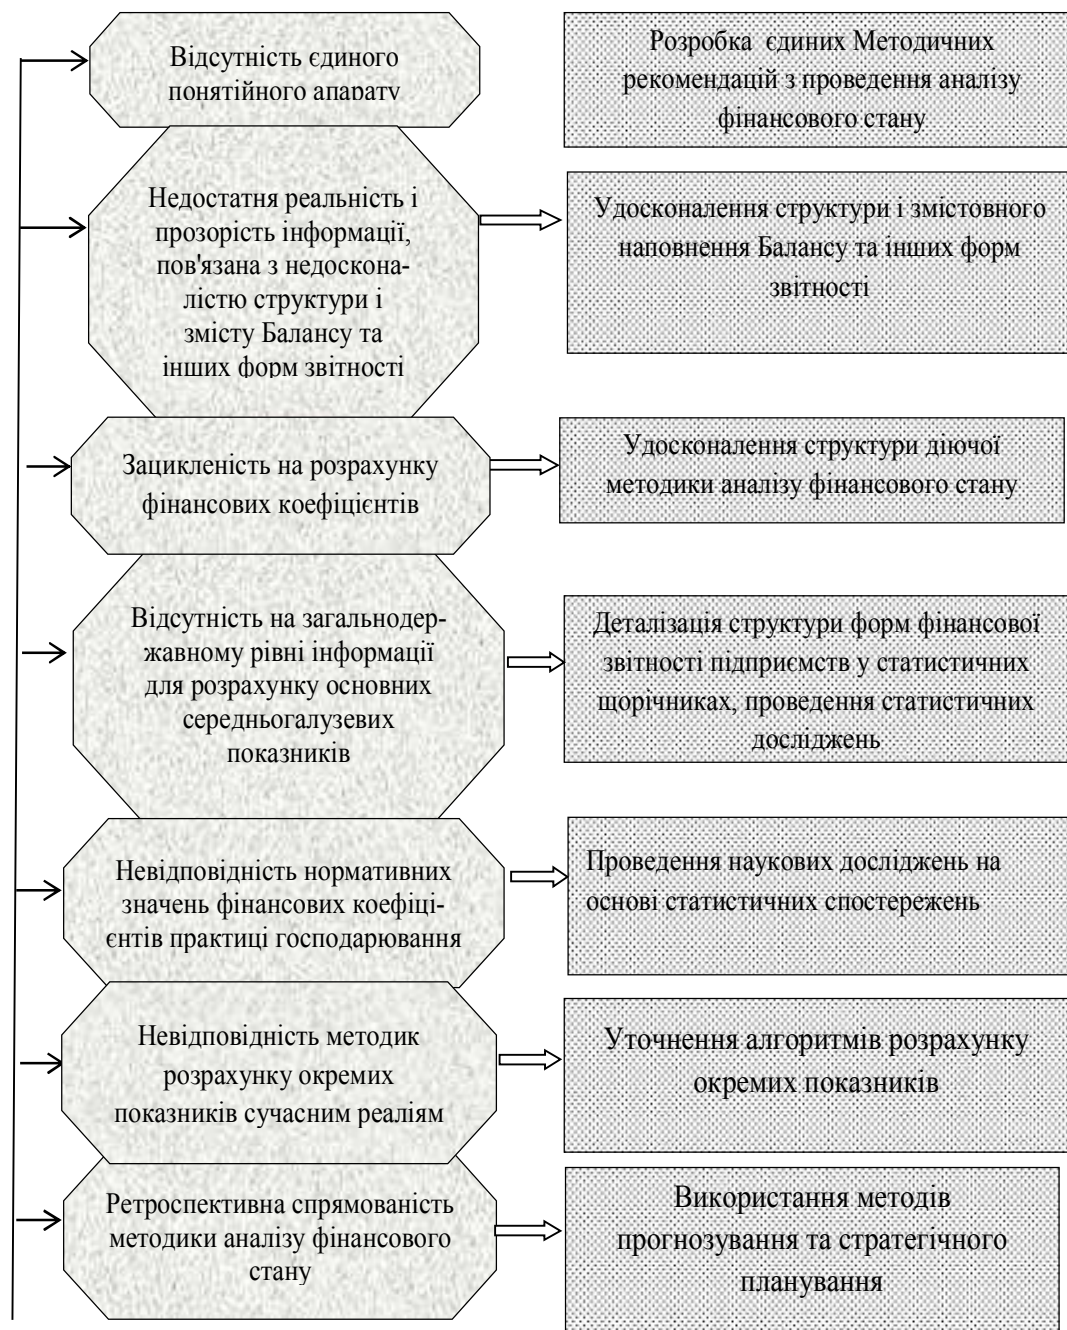 Відсутність єдиного
понятійного апарату
Розробка єдиних Методичних
рекомендацій з проведення аналізу
фінансового стану
Недостатня реальність і
прозорість інформації,
пов'язана з недоскона-
лістю структури і
змісту Балансу та
інших форм звітності
Удосконалення структури і змістовного
наповнення Балансу та інших форм
звітності
Зацикленість на розрахунку
фінансових коефіцієнтів
Удосконалення структури діючої
методики аналізу фінансового стану
Відсутність на загальнодер-
жавному рівні інформації
для розрахунку основних
середньогалузевих
показників
Деталізація структури форм фінансової
звітності підприємств у статистичних
щорічниках, проведення статистичних
досліджень
Невідповідність нормативних
значень фінансових коефіці-
єнтів практиці господарювання
Проведення наукових досліджень на
основі статистичних спостережень
Невідповідність методик
розрахунку окремих
показників сучасним реаліям
Уточнення алгоритмів розрахунку
окремих показників
Ретроспективна спрямованість
методики аналізу фінансового
стану
Використання методів
прогнозування та стратегічного
планування